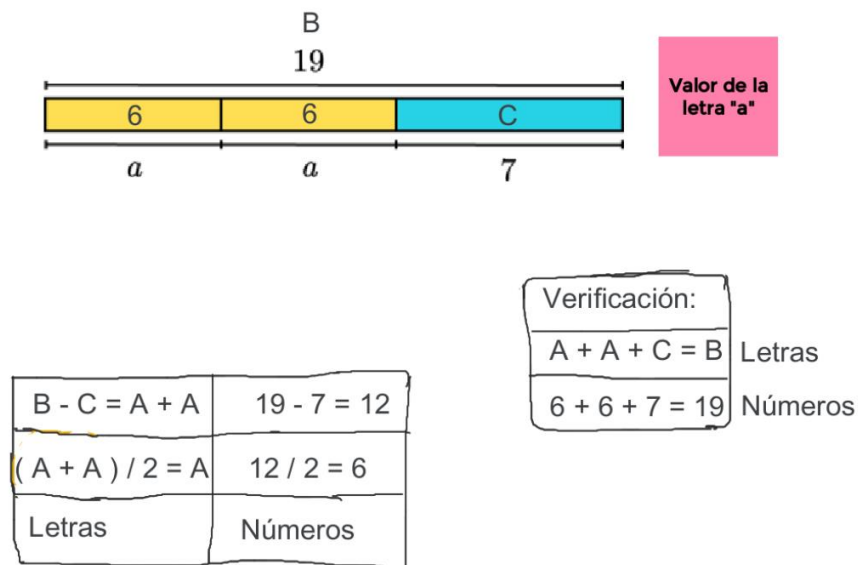 B
19
6 6 C
a a 7
Valor de la
letra "a"
Verificación:
A + A + C = B Letras
6 + 6 + 7 = 19 Números
B - C = A + A 19 - 7 = 12
( A + A ) / 2 = A 12 / 2 = 6
Letras Números